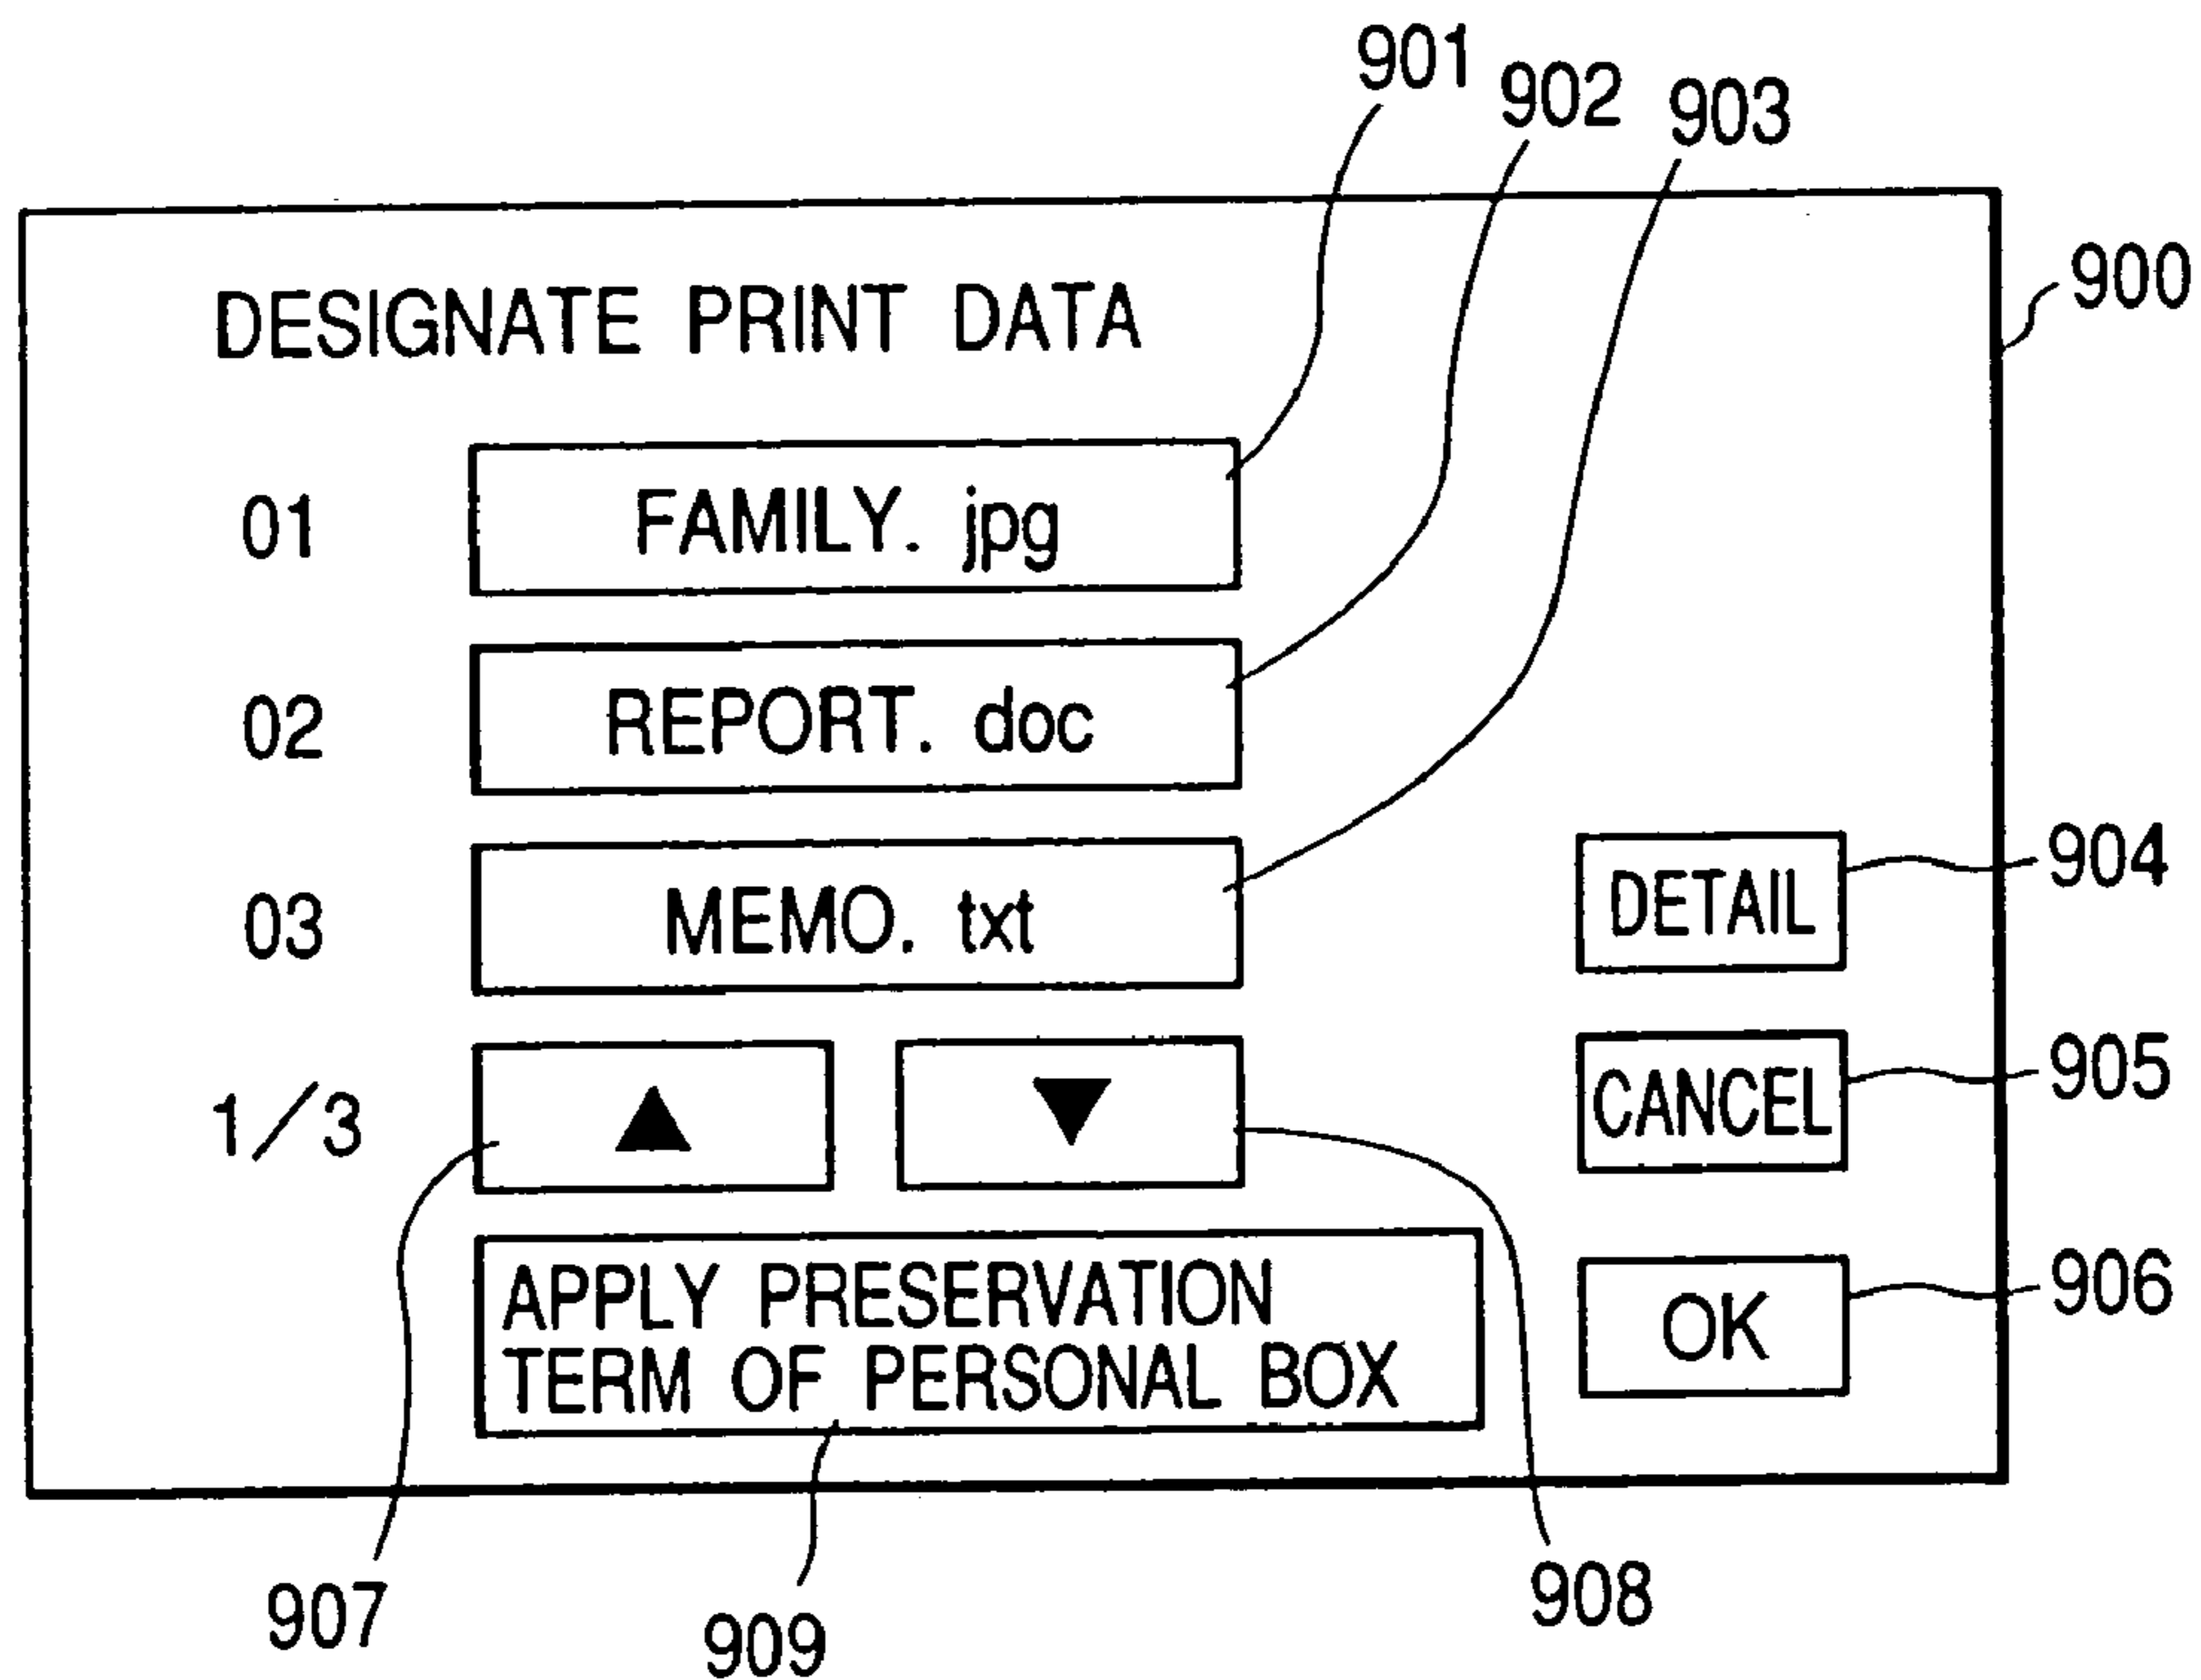 901
902
903
900
DESIGNATE PRINT DATA
01 FAMILY. jpg
02 REPORT. doc
03 MEMO. txt
DETAIL 904
1/3 ▲ ▼
CANCEL 905
APPLY PRESERVATION
TERM OF PERSONAL BOX
OK 906
907
909
908